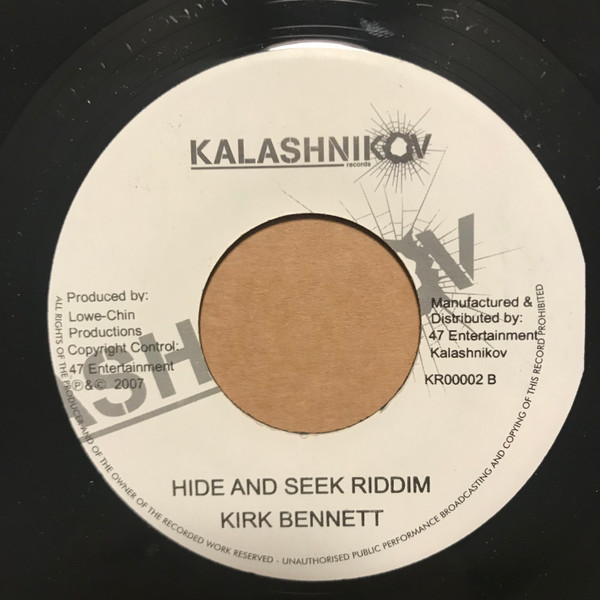 KALASHNIKOV
records
Produced by:
Lowe-Chin
Productions
Copyright Control:
47 Entertainment
℗&© 2007
Manufactured &
Distributed by:
47 Entertainment
Kalashnikov
KR00002 B
HIDE AND SEEK RIDDIM
KIRK BENNETT
ALL RIGHTS OF THE PRODUCER AND OF THE OWNER OF THE RECORDED WORK RESERVED - UNAUTHORISED PUBLIC PERFORMANCE BROADCASTING AND COPYING OF THIS RECORD PROHIBITED